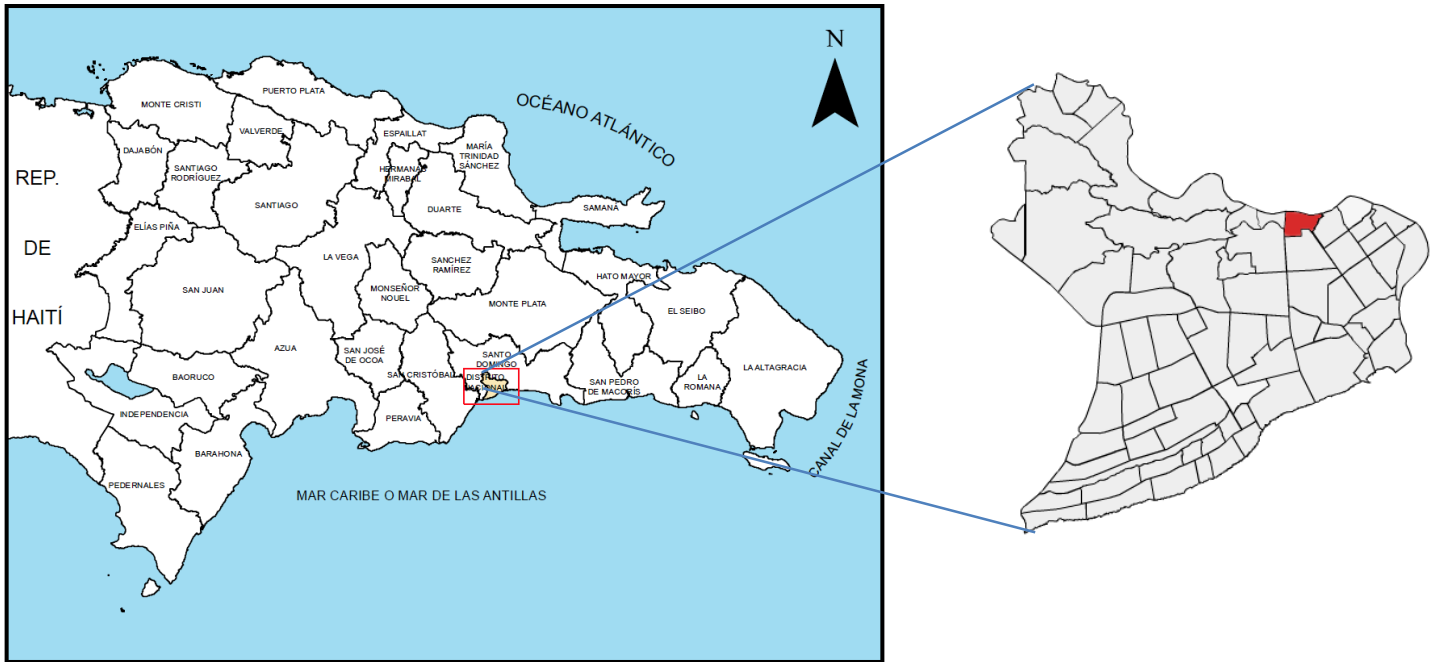 N
OCÉANO ATLÁNTICO
PUERTO PLATA
MONTE CRISTI
VALVERDE
ESPAILLAT
MARÍA
TRINIDAD
SÁNCHEZ
DAJABÓN
SANTIAGO
RODRÍGUEZ
HERMANAS
MIRABAL
REP.
DE
HAITÍ
SANTIAGO
DUARTE
SAMANÁ
ELÍAS PIÑA
LA VEGA
SANCHEZ
RAMÍREZ
HATO MAYOR
SAN JUAN
MONSEÑOR
NOUEL
MONTE PLATA
EL SEIBO
AZUA
SAN JOSÉ
DE OCOA
SANTO
DOMINGO
SAN CRISTÓBAL
DISTRITO
NACIONAL
LA ALTAGRACIA
BAORUCO
SAN PEDRO
DE MACORÍS
LA
ROMANA
INDEPENDENCIA
PERAVIA
BARAHONA
PEDERNALES
CANAL DE LA MONA
MAR CARIBE O MAR DE LAS ANTILLAS